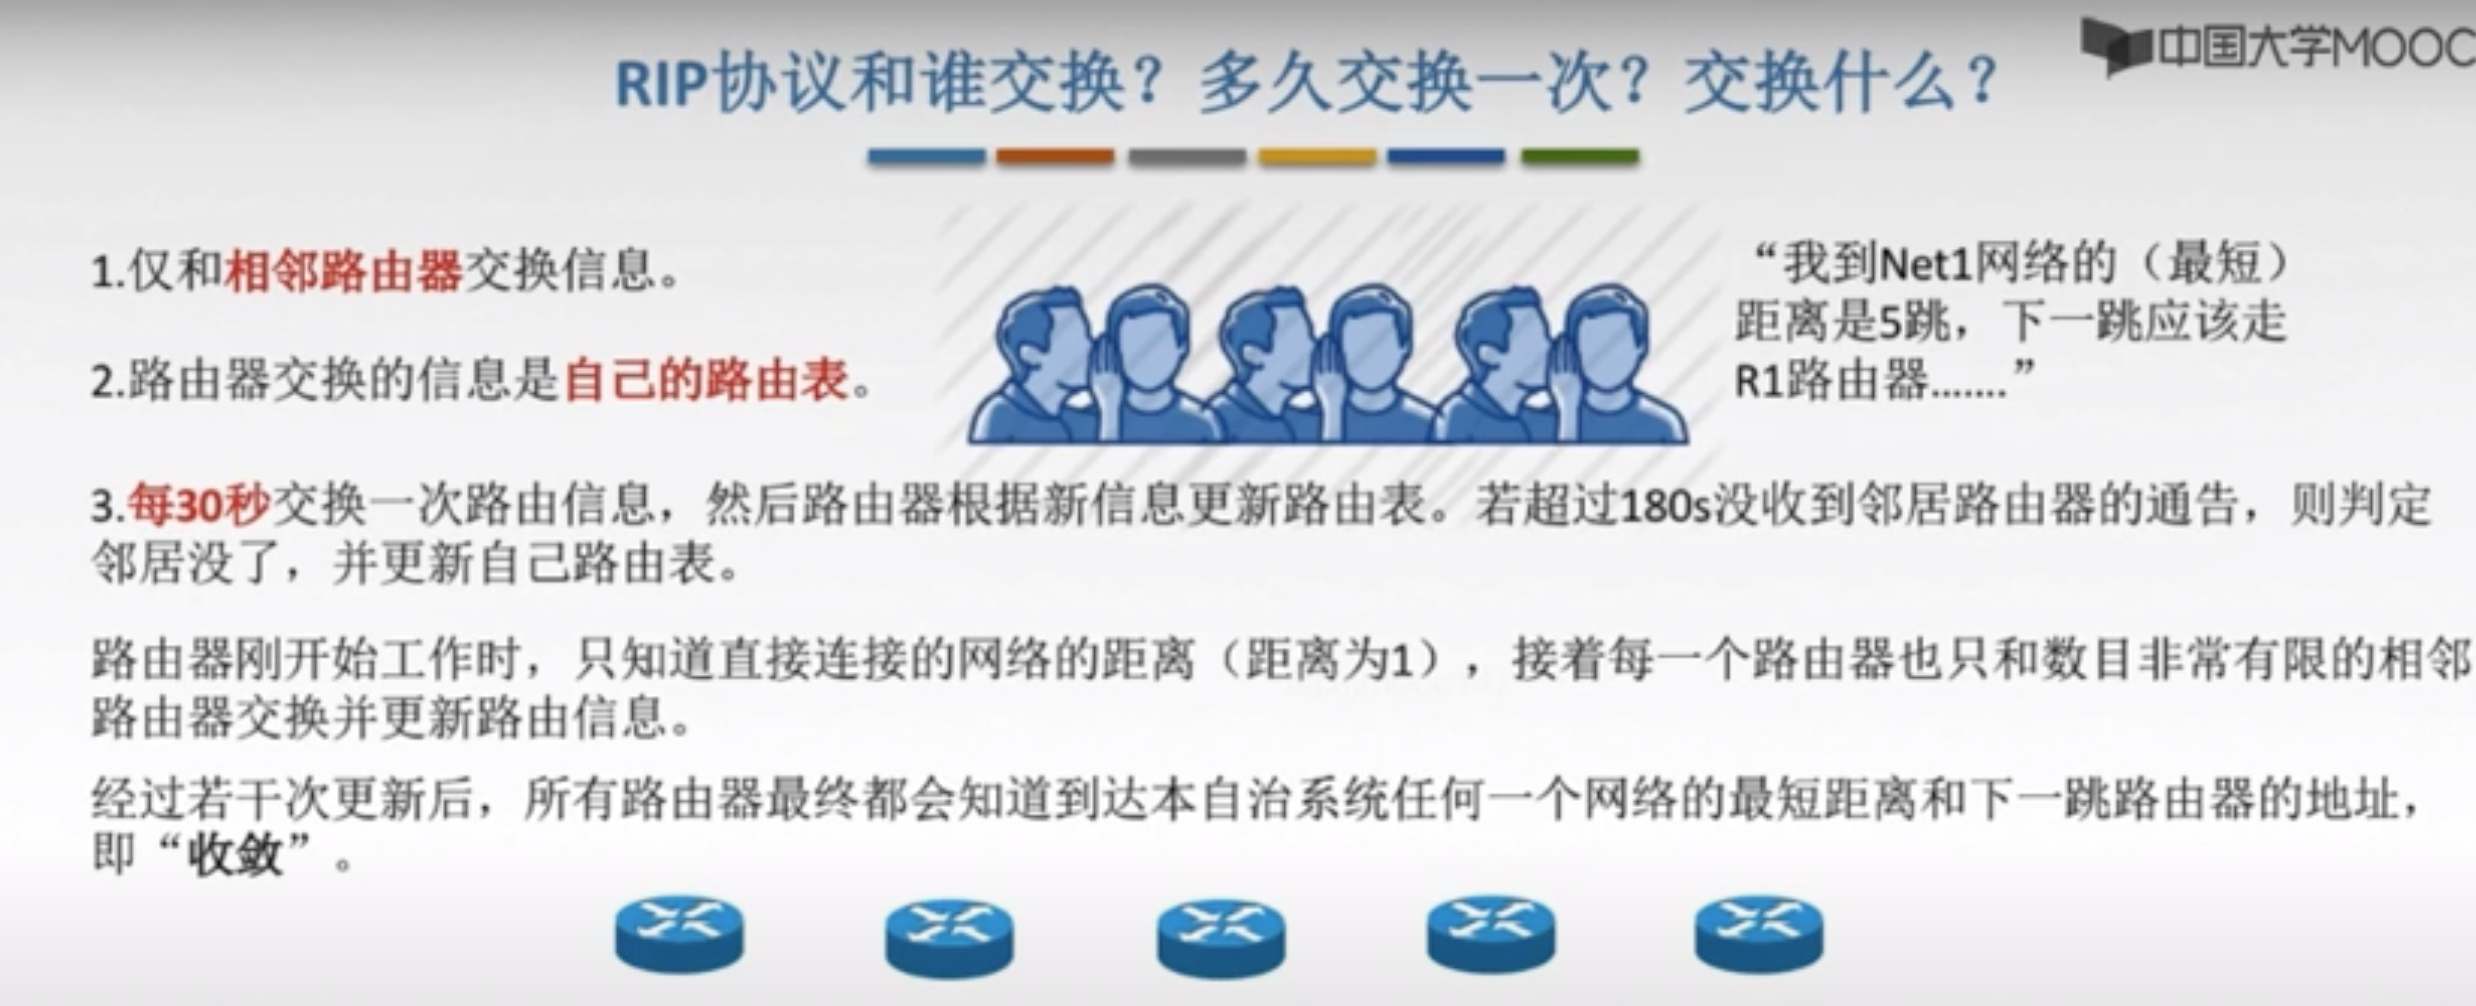 中国大学MOOC
RIP协议和谁交换？多久交换一次？交换什么？
1.仅和相邻路由器交换信息。
2.路由器交换的信息是自己的路由表。
“我到Net1网络的（最短）
距离是5跳，下一跳应该走
R1路由器.......”
3.每30秒交换一次路由信息，然后路由器根据新信息更新路由表。若超过180s没收到邻居路由器的通告，则判定
邻居没了，并更新自己路由表。
路由器刚开始工作时，只知道直接连接的网络的距离（距离为1），接着每一个路由器也只和数目非常有限的相邻
路由器交换并更新路由信息。
经过若干次更新后，所有路由器最终都会知道到达本自治系统任何一个网络的最短距离和下一跳路由器的地址，
即“收敛”。